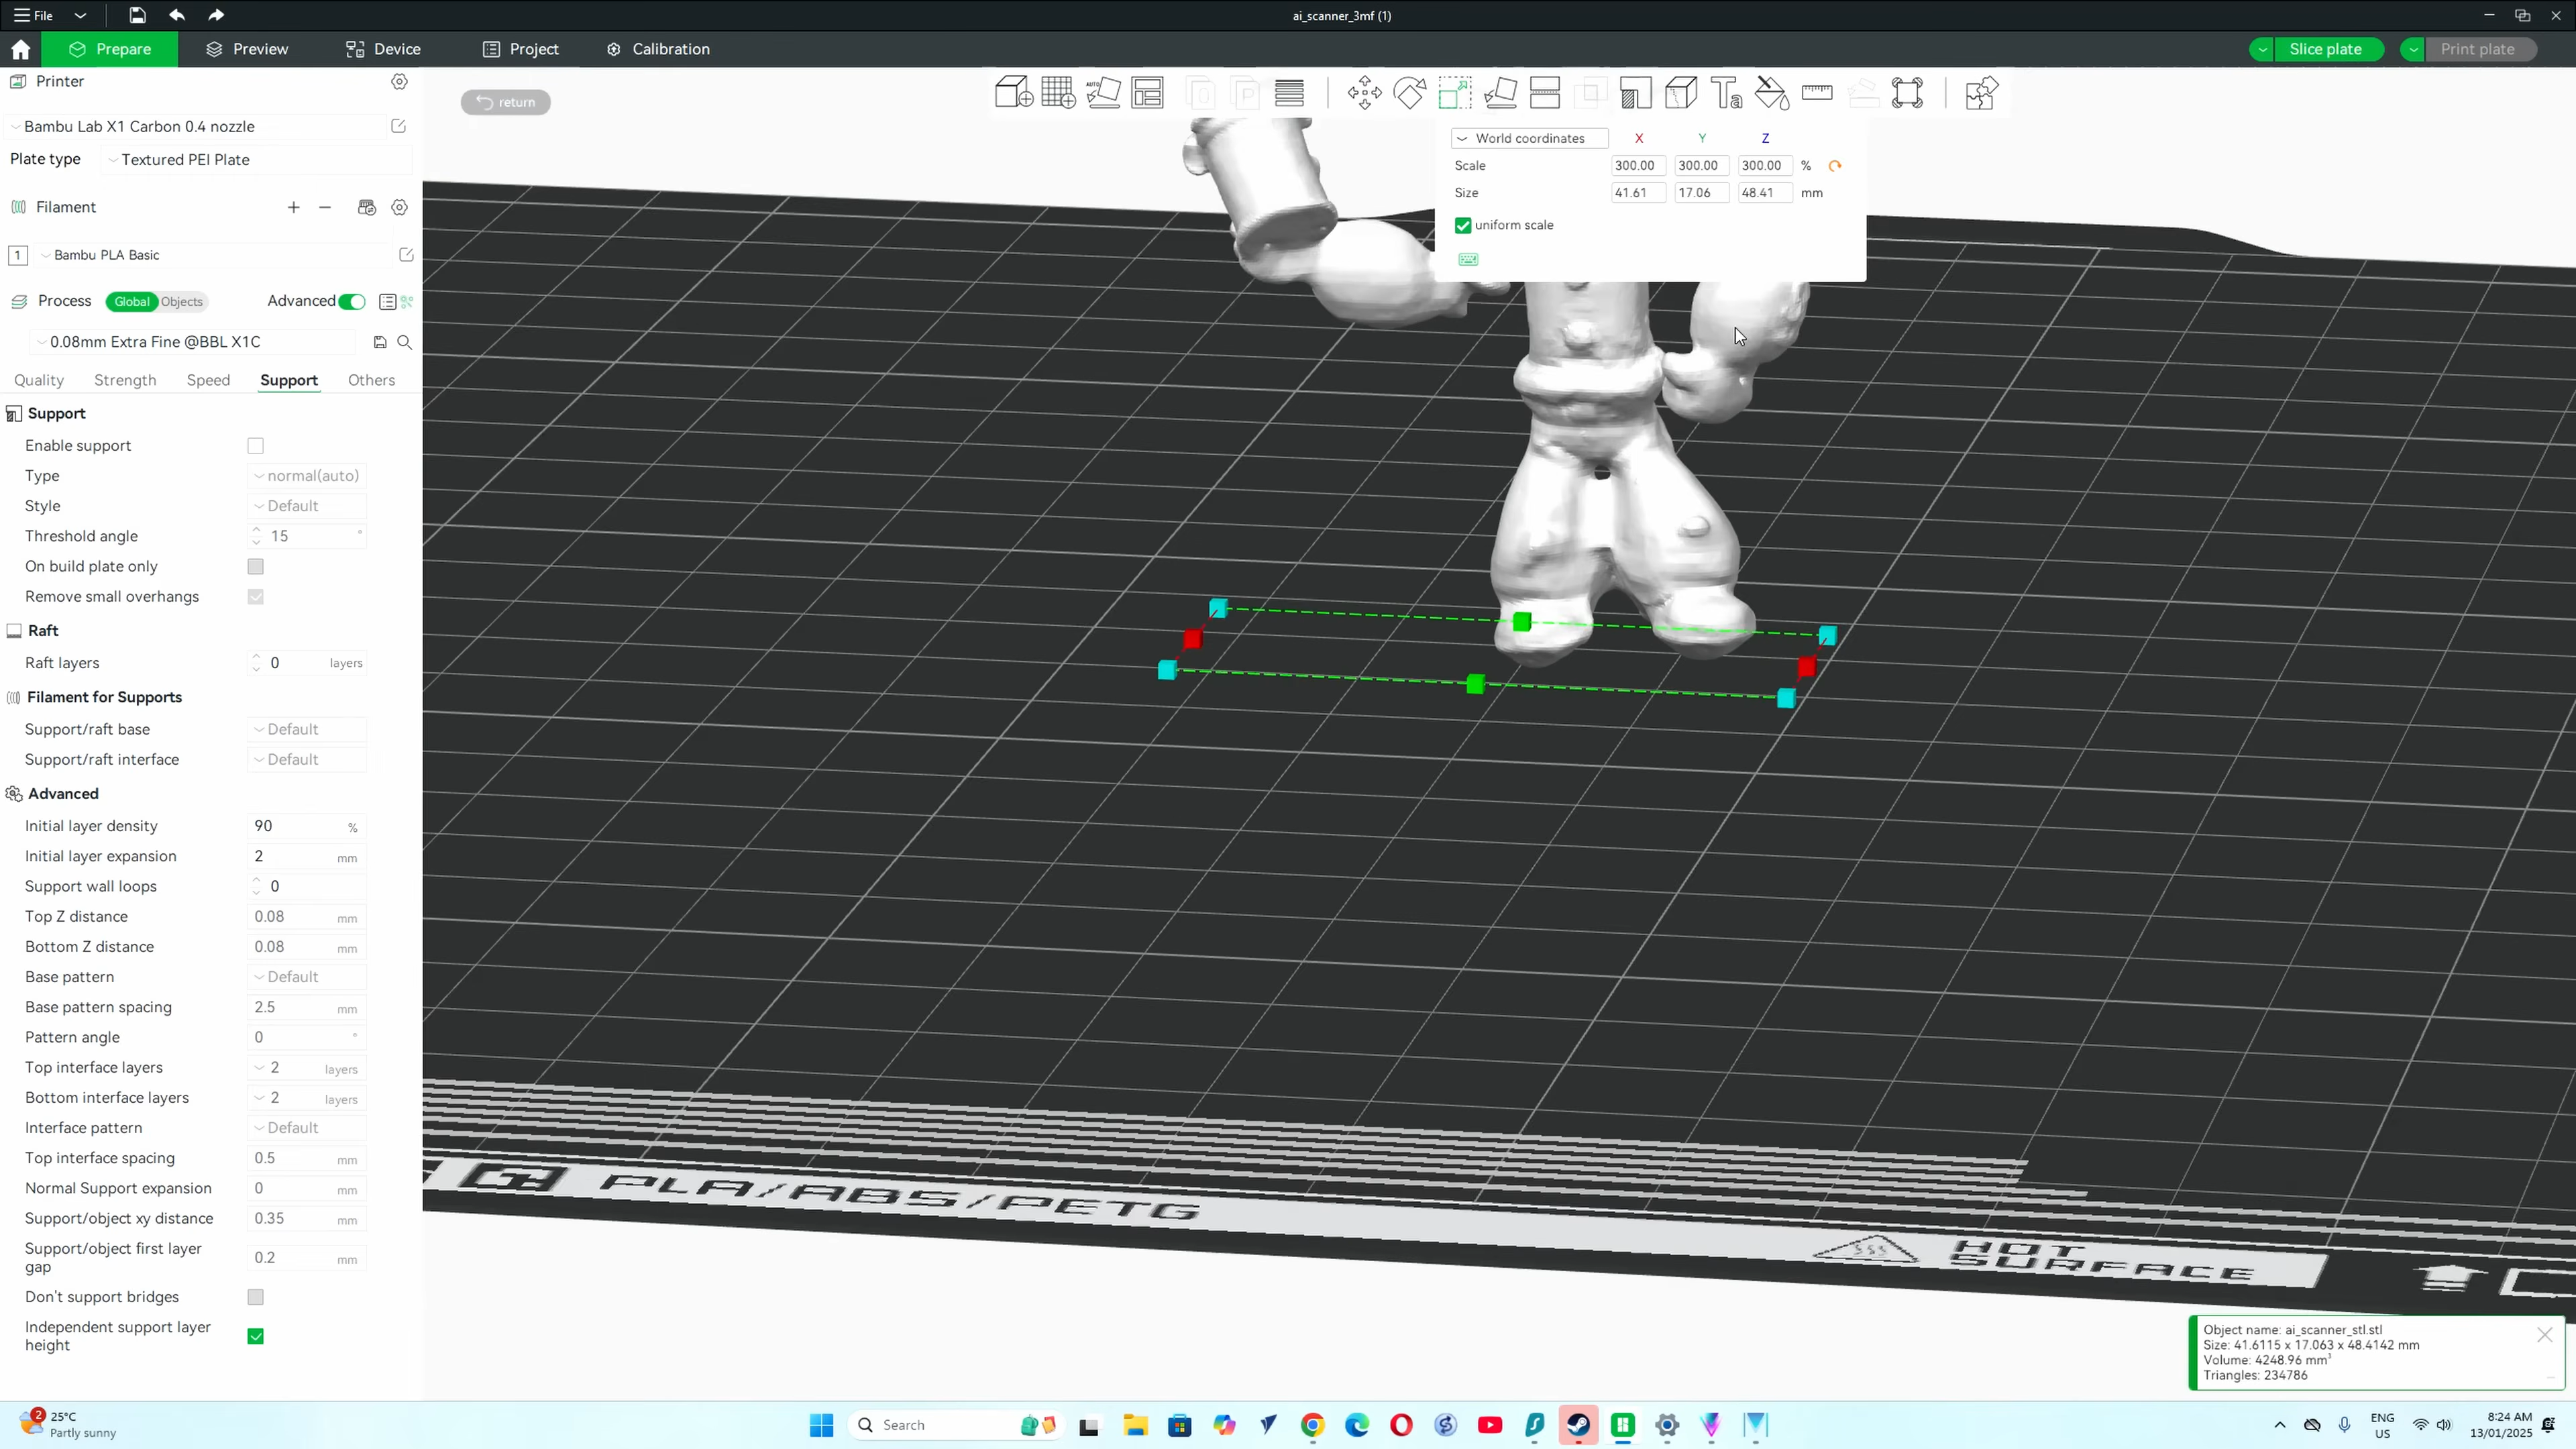 File
ai_scanner_3mf (1)
Prepare
Preview
Device
Project
Calibration
Slice plate
Print plate
Printer
Bambu Lab X1 Carbon 0.4 nozzle
Plate type
Textured PEI Plate
Filament
1
Bambu PLA Basic
Process
Global
Objects
Advanced
0.08mm Extra Fine @BBL X1C
Quality
Strength
Speed
Support
Others
Support
Enable support
Type
normal(auto)
Style
Default
Threshold angle
15 °
On build plate only
Remove small overhangs
Raft
Raft layers
0 layers
Filament for Supports
Support/raft base
Default
Support/raft interface
Default
Advanced
Initial layer density
90 %
Initial layer expansion
2 mm
Support wall loops
0
Top Z distance
0.08 mm
Bottom Z distance
0.08 mm
Base pattern
Default
Base pattern spacing
2.5 mm
Pattern angle
0 °
Top interface layers
2 layers
Bottom interface layers
2 layers
Interface pattern
Default
Top interface spacing
0.5 mm
Normal Support expansion
0 mm
Support/object xy distance
0.35 mm
Support/object first layer
gap
0.2 mm
Don't support bridges
Independent support layer
height
return
AUTO
World coordinates X Y Z
Scale 300.00 300.00 300.00 %
Size 41.61 17.06 48.41 mm
uniform scale
PLA/ABS/PETG
HOT
SURFACE
Object name: ai_scanner_stl.stl
Size: 41.6115 x 17.063 x 48.4142 mm
Volume: 4248.96 mm³
Triangles: 234786
2
25°C
Partly sunny
Search
ENG
US
8:24 AM
13/01/2025